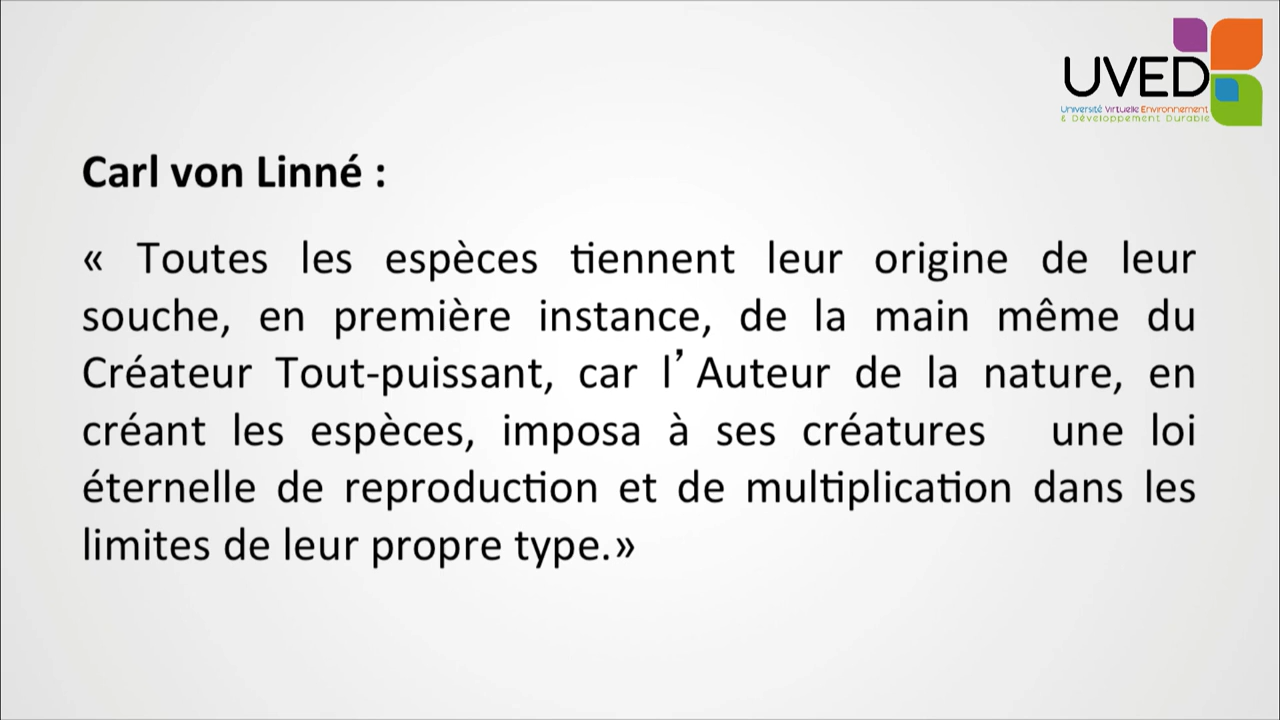 UVED
Université Virtuelle Environnement
& Développement Durable
Carl von Linné :
« Toutes les espèces tiennent leur origine de leur
souche, en première instance, de la main même du
Créateur Tout-puissant, car l’Auteur de la nature, en
créant les espèces, imposa à ses créatures une loi
éternelle de reproduction et de multiplication dans les
limites de leur propre type.»